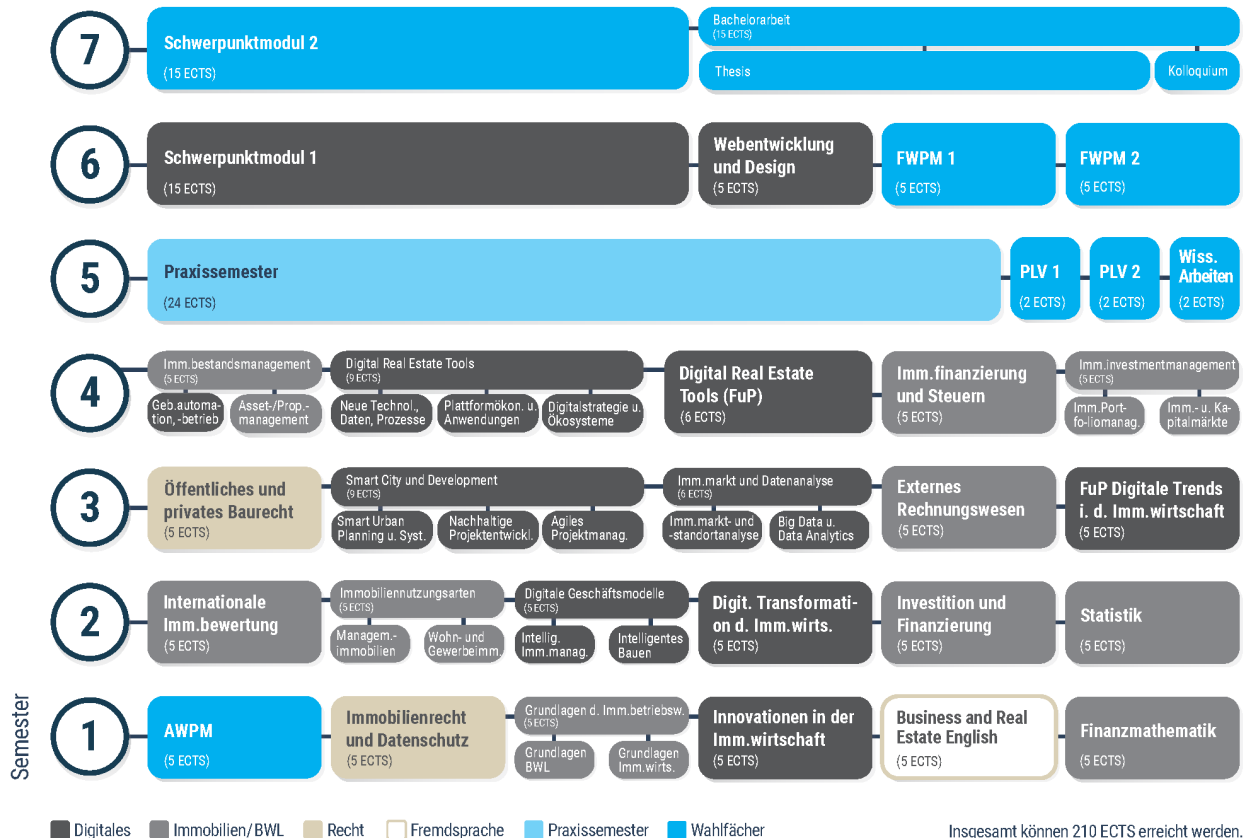 7
Schwerpunktmodul 2
(15 ECTS)
Bachelorarbeit
(15 ECTS)
Thesis
Kolloquium
6
Schwerpunktmodul 1
(15 ECTS)
Webentwicklung
und Design
(5 ECTS)
FWPM 1
(5 ECTS)
FWPM 2
(5 ECTS)
5
Praxissemester
(24 ECTS)
PLV 1
(2 ECTS)
PLV 2
(2 ECTS)
Wiss.
Arbeiten
(2 ECTS)
4
Imm.bestandsmanagement
(5 ECTS)
Geb.automa-
tion, -betrieb
Asset-/Prop.-
management
Digital Real Estate Tools
(9 ECTS)
Neue Technol.,
Daten, Prozesse
Plattformökon. u.
Anwendungen
Digitalstrategie u.
Ökosysteme
Digital Real Estate
Tools (FuP)
(6 ECTS)
Imm.finanzierung
und Steuern
(5 ECTS)
Imm.investmentmanagement
(5 ECTS)
Imm.Port-
fo-liomanag.
Imm.- u. Ka-
pitalmärkte
3
Öffentliches und
privates Baurecht
(5 ECTS)
Smart City und Development
(9 ECTS)
Smart Urban
Planning u. Syst.
Nachhaltige
Projektentwickl.
Agiles
Projektmanag.
Imm.markt und Datenanalyse
(6 ECTS)
Imm.markt- und
-standortanalyse
Big Data u.
Data Analytics
Externes
Rechnungswesen
(5 ECTS)
FuP Digitale Trends
i. d. Imm.wirtschaft
(5 ECTS)
2
Internationale
Imm.bewertung
(5 ECTS)
Immobiliennutzungsarten
(5 ECTS)
Managem.-
immobilien
Wohn- und
Gewerbeimm.
Digitale Geschäftsmodelle
(5 ECTS)
Intellig.
Imm.manag.
Intelligentes
Bauen
Digit. Transformati-
on d. Imm.wirts.
(5 ECTS)
Investition und
Finanzierung
(5 ECTS)
Statistik
(5 ECTS)
Semester
1
AWPM
(5 ECTS)
Immobilienrecht
und Datenschutz
(5 ECTS)
Grundlagen d. Imm.betriebsw.
(5 ECTS)
Grundlagen
BWL
Grundlagen
Imm.wirts.
Innovationen in der
Imm.wirtschaft
(5 ECTS)
Business and Real
Estate English
(5 ECTS)
Finanzmathematik
(5 ECTS)
Digitales
Immobilien/BWL
Recht
Fremdsprache
Praxissemester
Wahlfächer
Insgesamt können 210 ECTS erreicht werden.